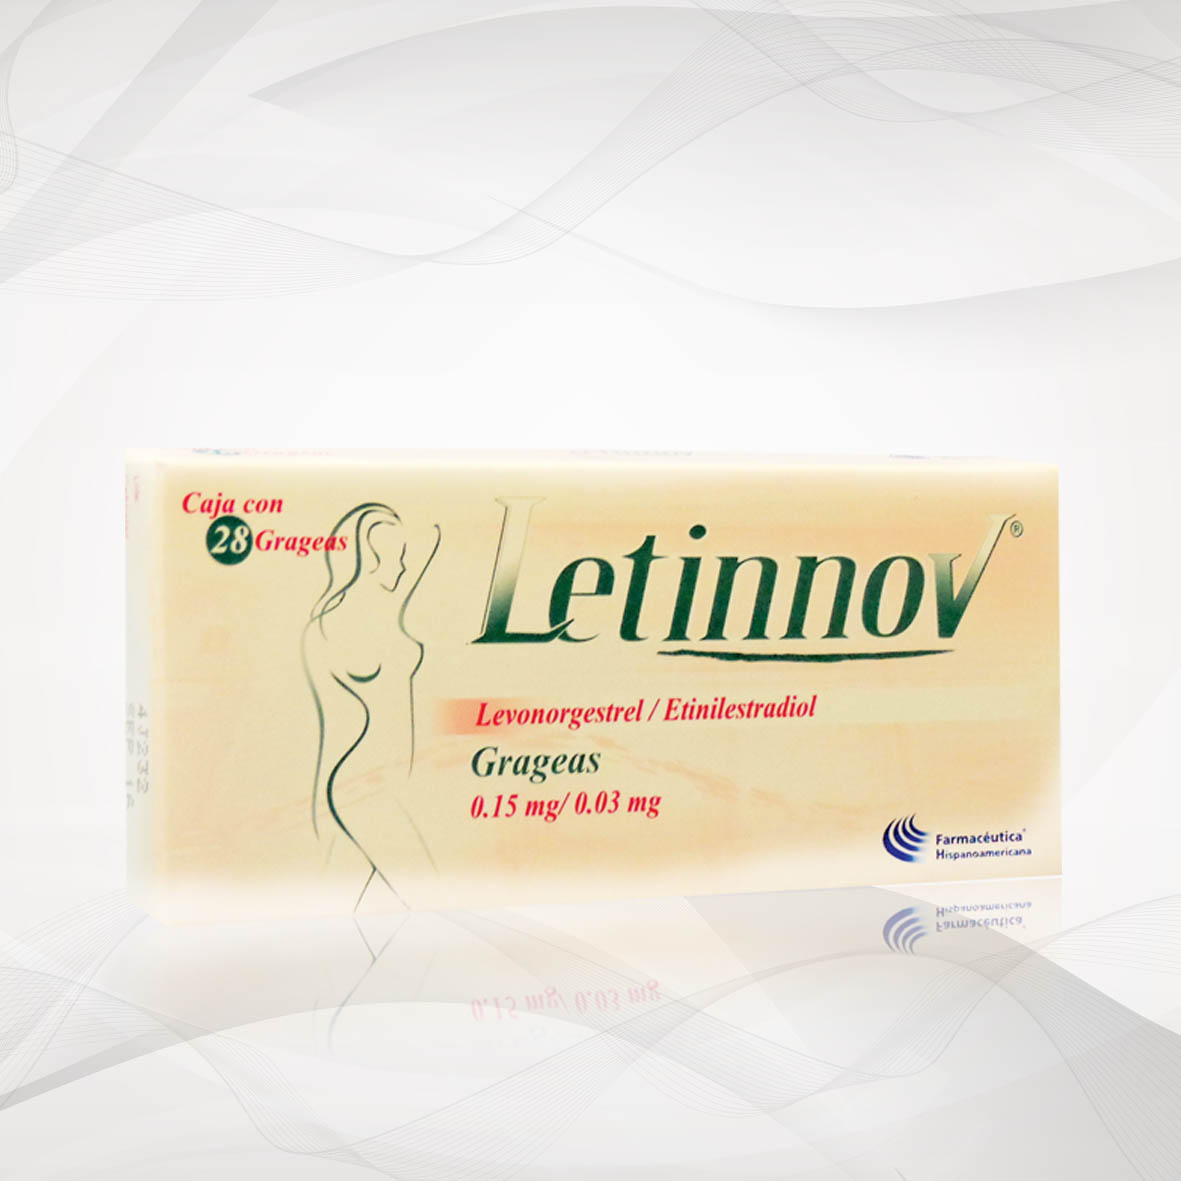 Caja con
28 Grageas
Letinnov®
Levonorgestrel / Etinilestradiol
Grageas
0.15 mg/ 0.03 mg
Farmacéutica
Hispanoamericana